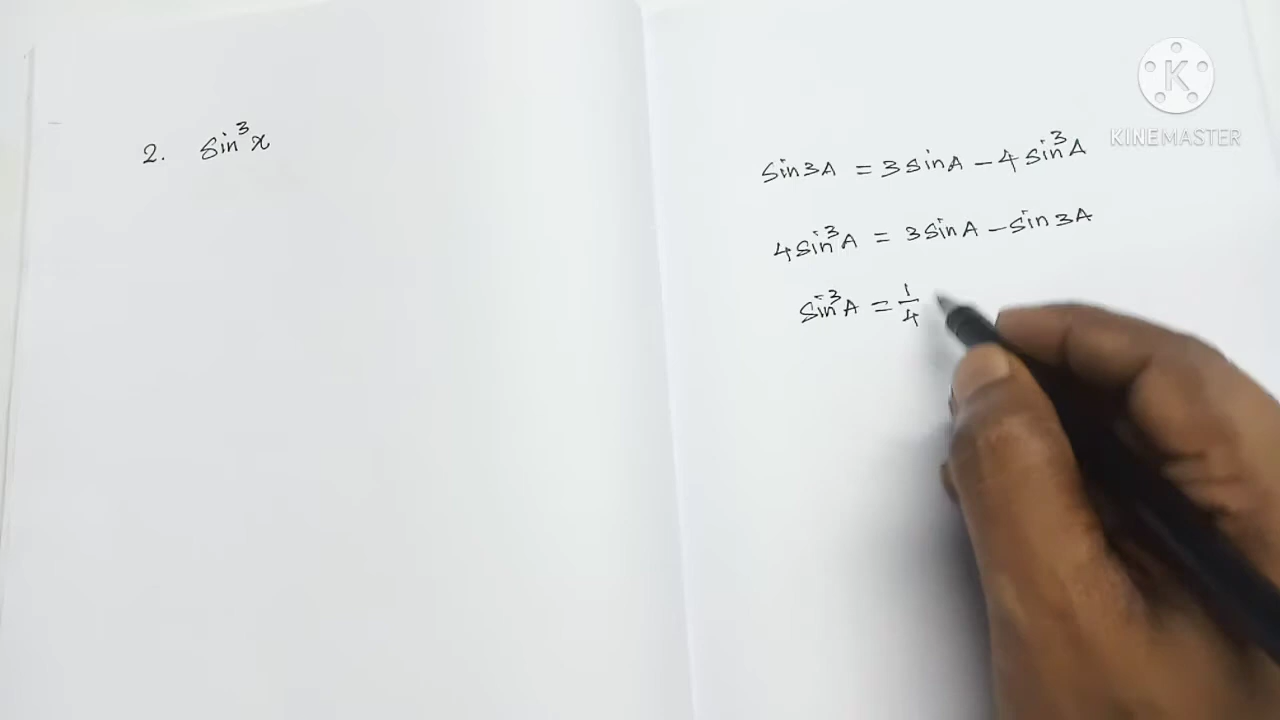 2. sin³x
sin3A = 3sinA - 4sin³A
4sin³A = 3sinA - sin3A
sin³A = 1/4
K
KINEMASTER